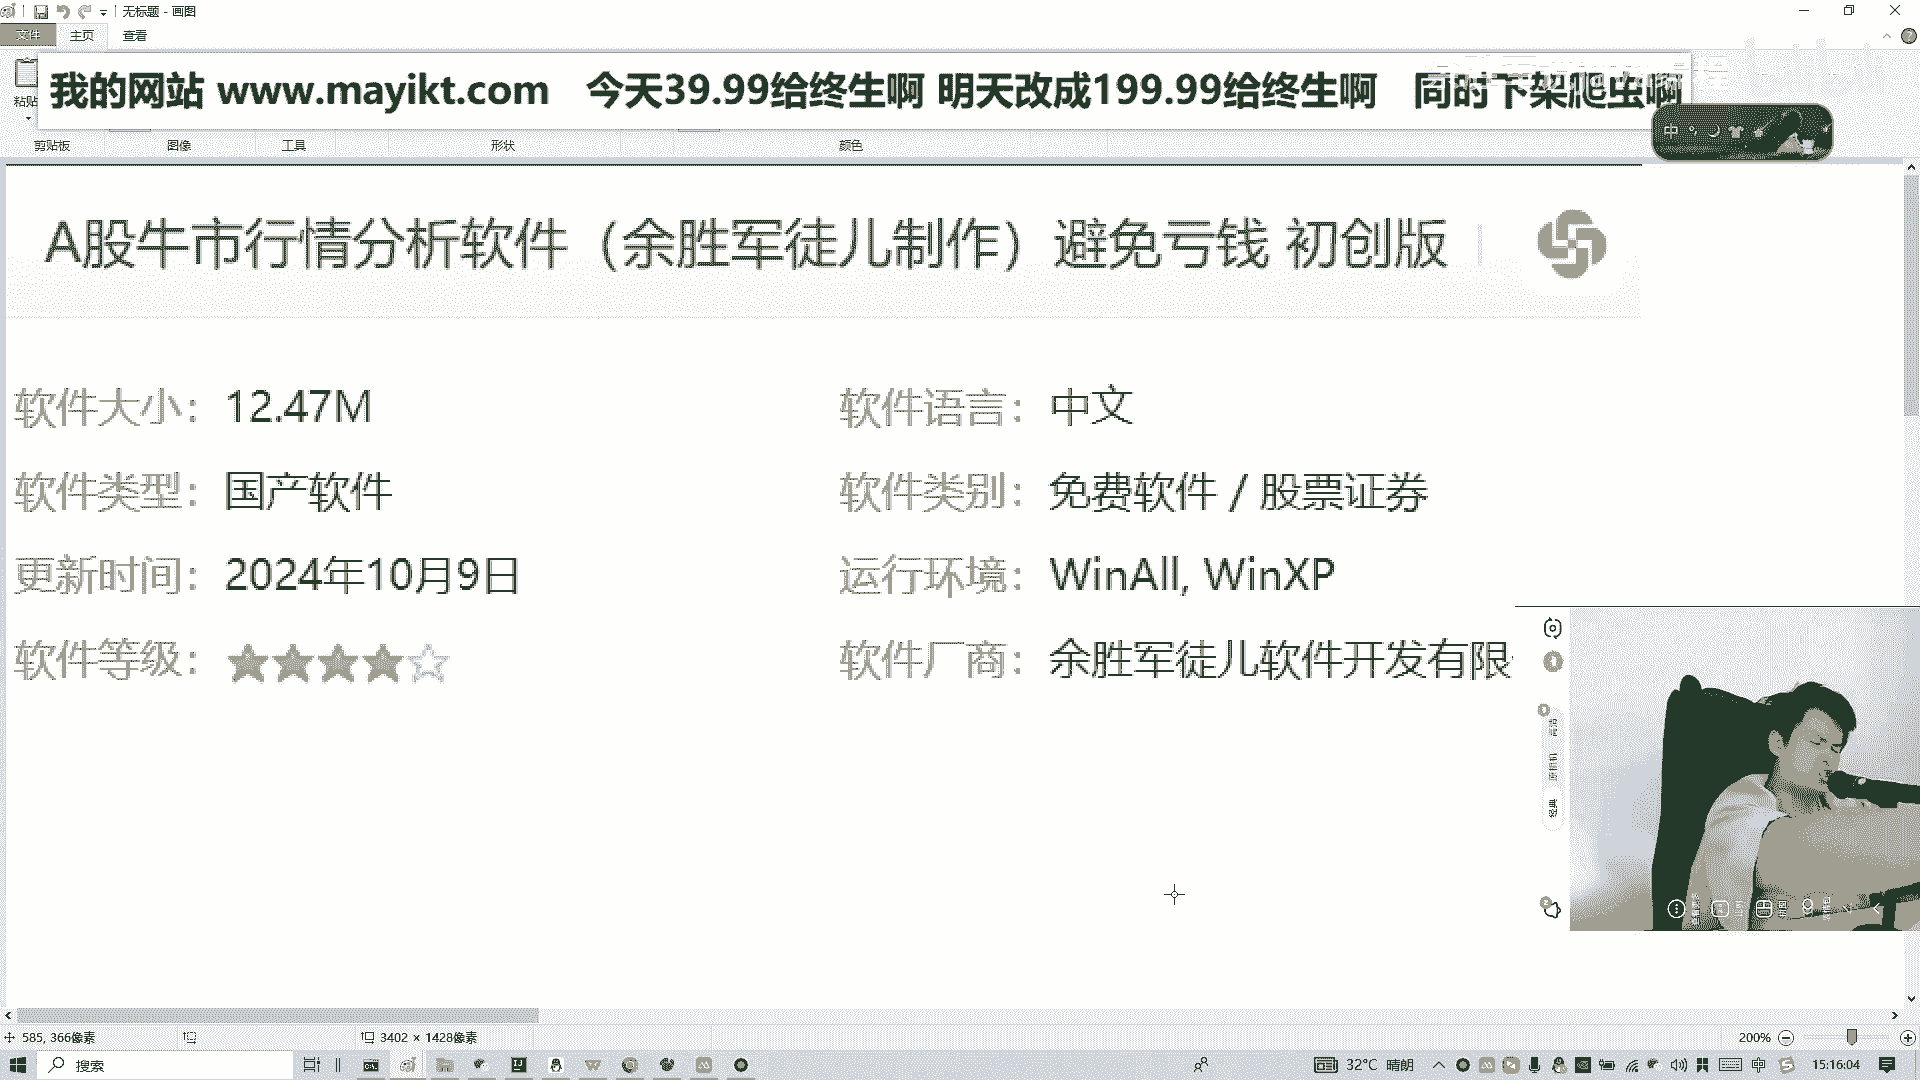 无标题 - 画图
文件 主页 查看
我的网站 www.mayikt.com 今天39.99给终生啊 明天改成199.99给终生啊 同时下架爬虫啊
粘贴
中
剪贴板 图像 工具 形状 颜色
A股牛市行情分析软件（余胜军徒儿制作）避免亏钱 初创版
软件大小： 12.47M 软件语言： 中文
软件类型： 国产软件 软件类别： 免费软件 / 股票证券
更新时间： 2024年10月9日 运行环境： WinAll, WinXP
软件等级： 软件厂商： 余胜军徒儿软件开发有限
585, 366像素 3402 × 1428像素 200%
搜索 32°C 晴朗 中 15:16:04